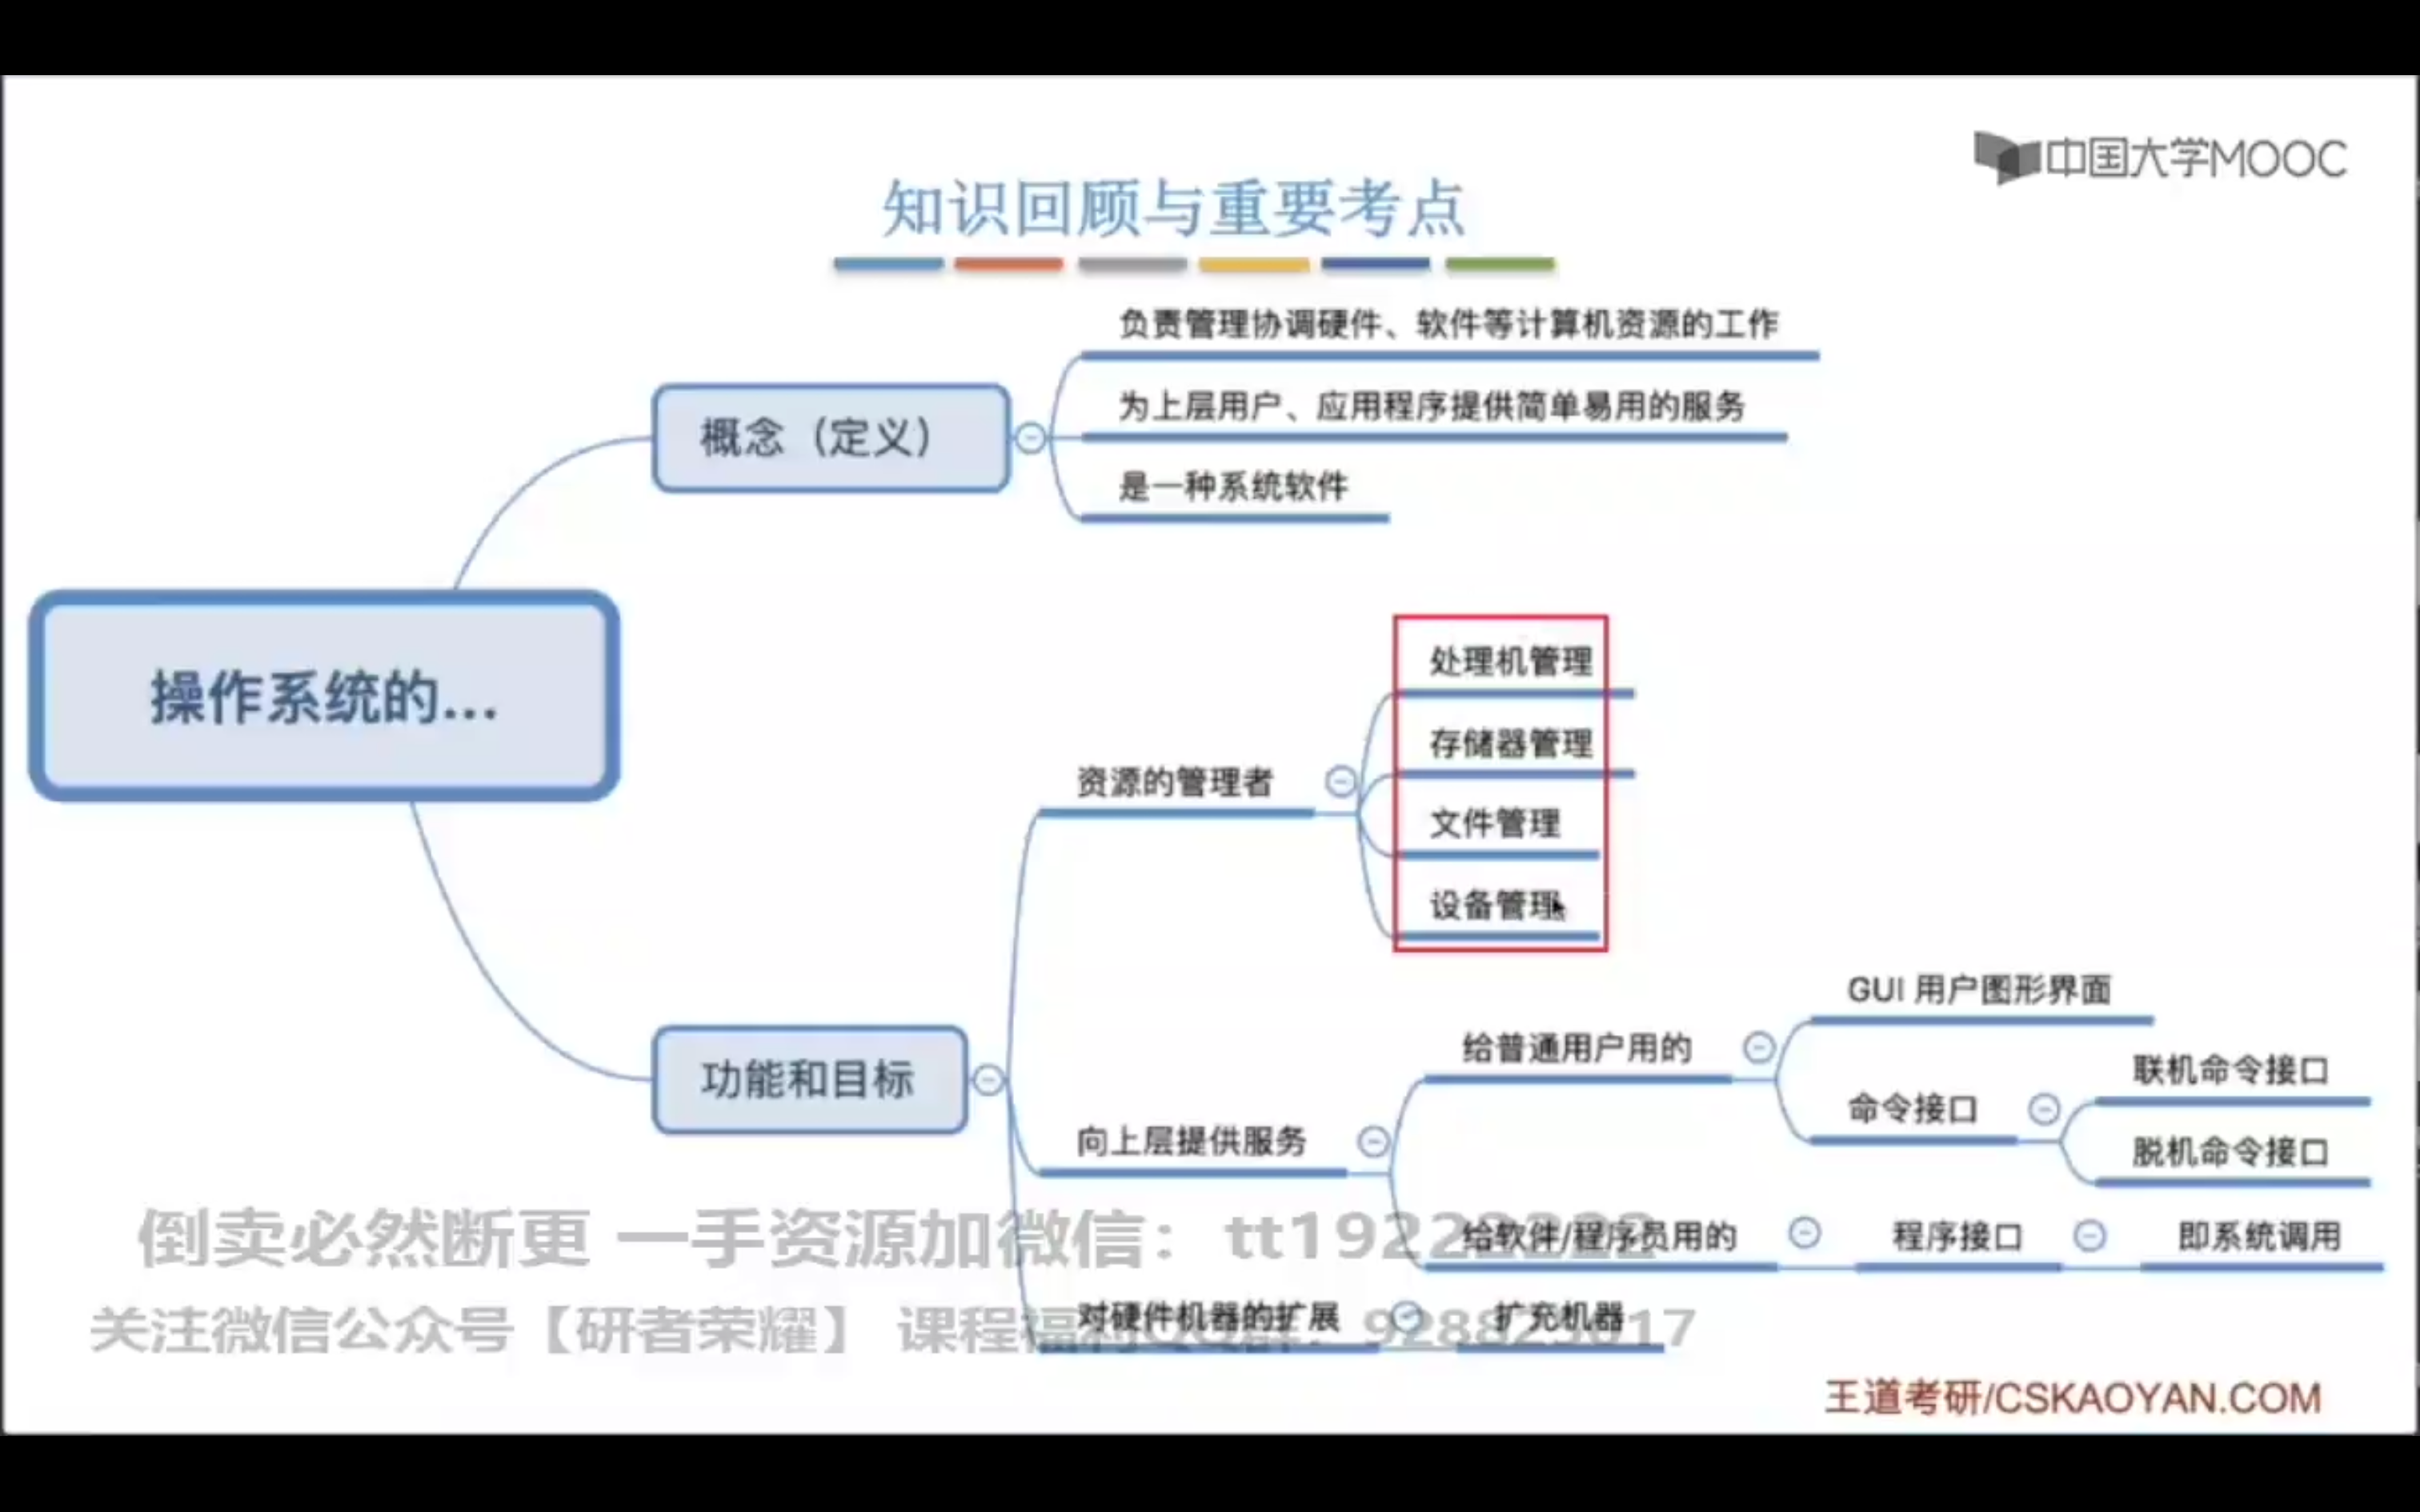 中国大学MOOC
知识回顾与重要考点
负责管理协调硬件、软件等计算机资源的工作
概念（定义）
为上层用户、应用程序提供简单易用的服务
是一种系统软件
操作系统的...
处理机管理
存储器管理
资源的管理者
文件管理
设备管理
功能和目标
GUI 用户图形界面
给普通用户用的
联机命令接口
命令接口
脱机命令接口
向上层提供服务
给软件/程序员用的
程序接口
即系统调用
对硬件机器的扩展
扩充机器
倒卖必然断更 一手资源加微信：
关注微信公众号【研者荣耀】 课程福利
王道考研/CSKAOYAN.COM